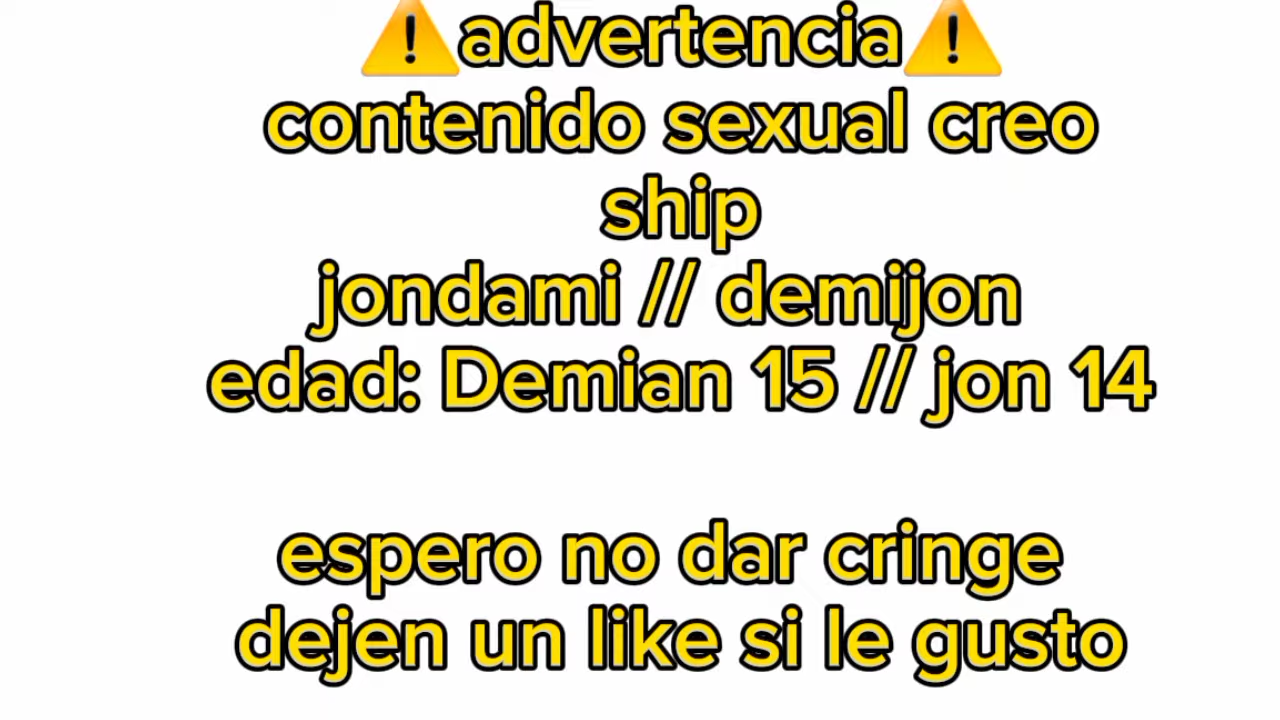 ⚠️advertencia⚠️
contenido sexual creo
ship
jondami // demijon
edad: Demian 15 // jon 14
espero no dar cringe
dejen un like si le gusto